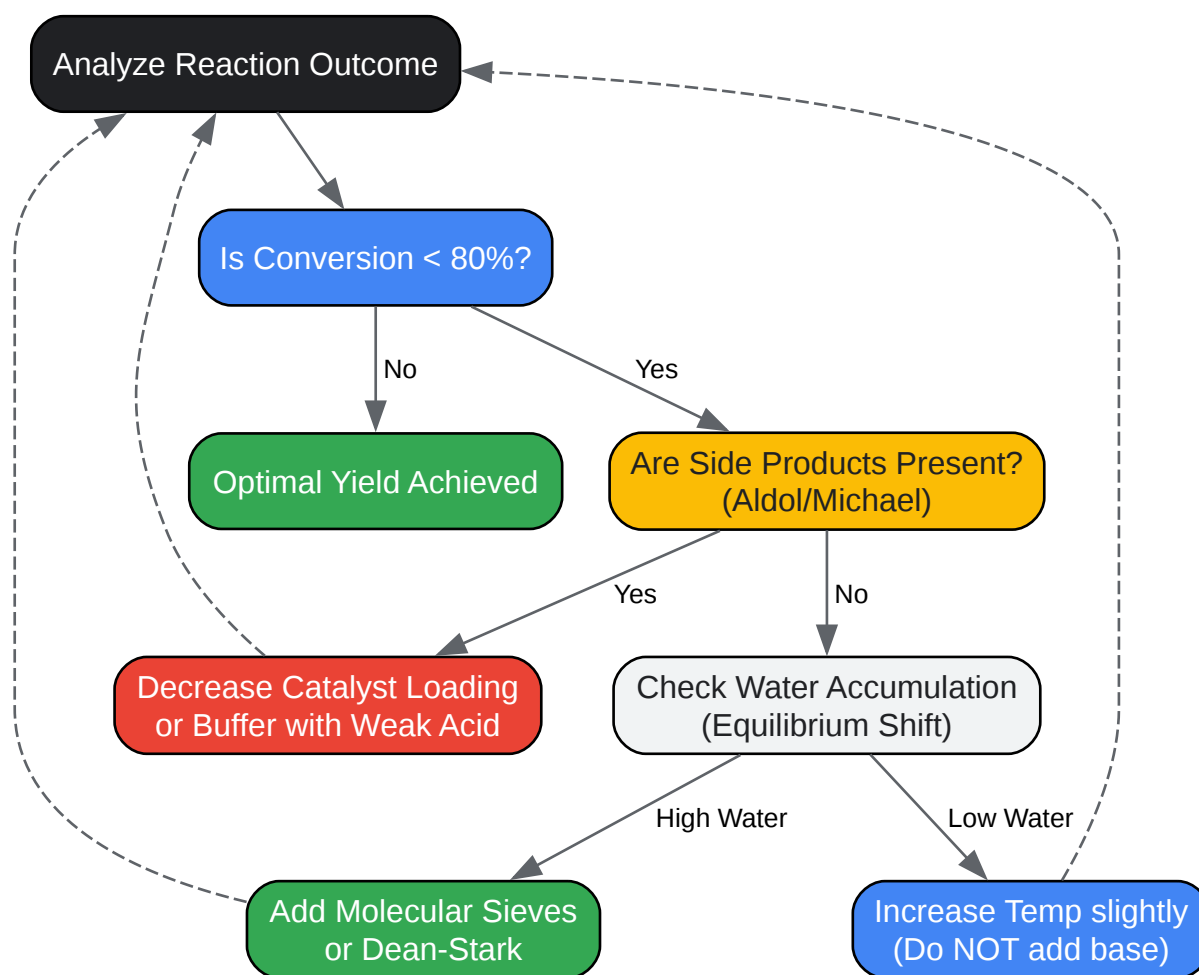 Analyze Reaction Outcome
Is Conversion < 80%?
No
Yes
Optimal Yield Achieved
Are Side Products Present?
(Aldol/Michael)
Yes
No
Decrease Catalyst Loading
or Buffer with Weak Acid
Check Water Accumulation
(Equilibrium Shift)
High Water
Low Water
Add Molecular Sieves
or Dean-Stark
Increase Temp slightly
(Do NOT add base)